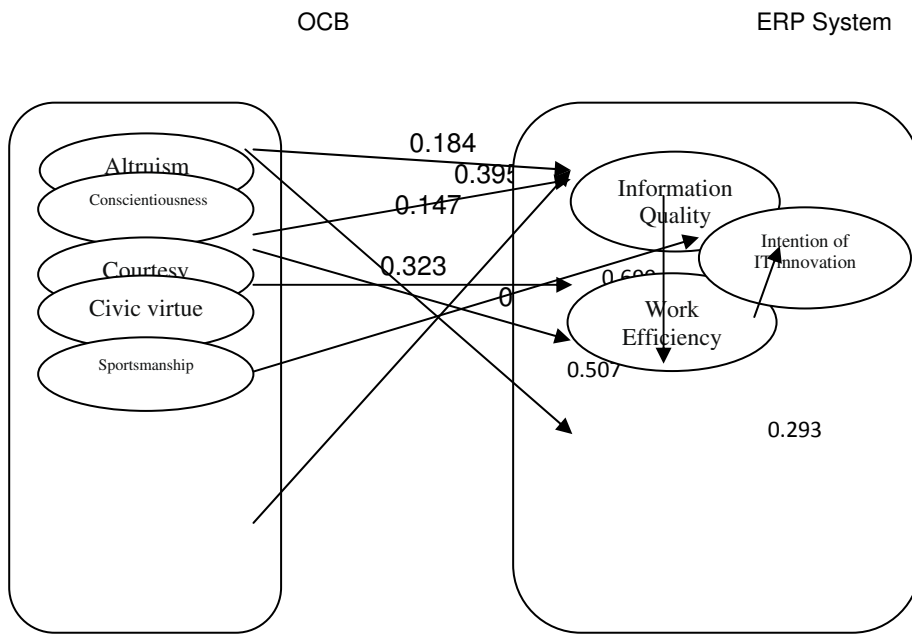 OCB
ERP System
0.184
Altruism
0.395
Conscientiousness
0.147
Information
Quality
Courtesy
0.323
Intention of
IT Innovation
Civic virtue
0
Work
Efficiency
Sportsmanship
0.507
0.293